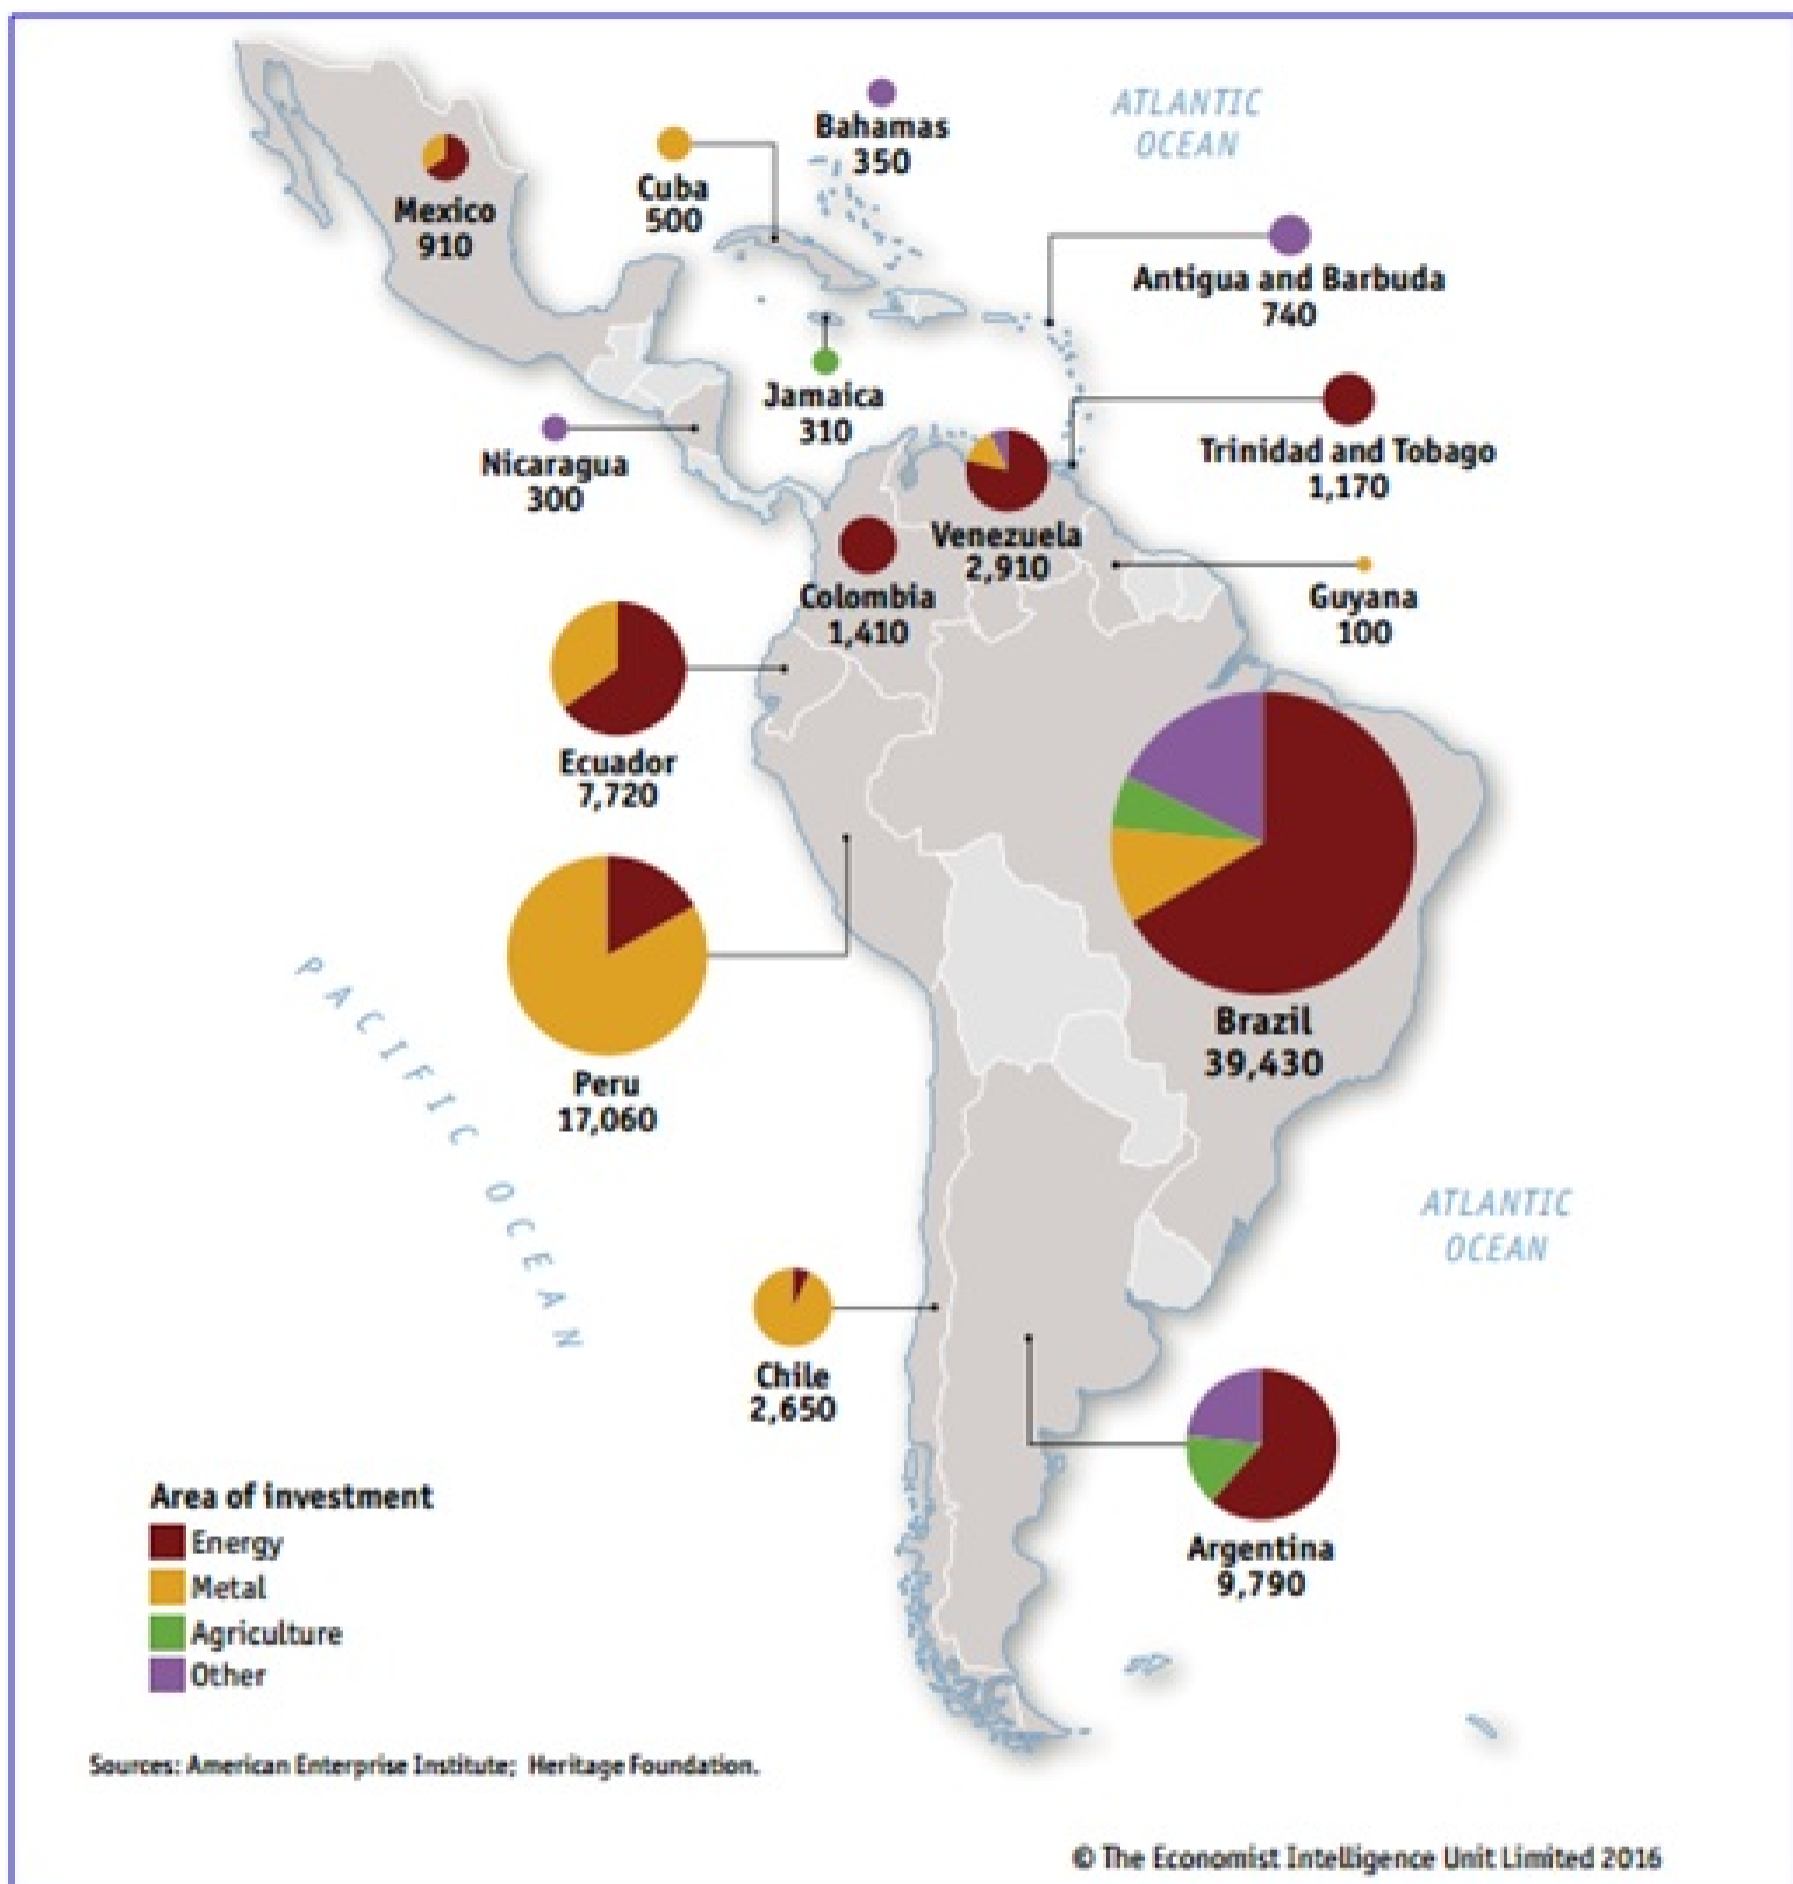 Bahamas
350
ATLANTIC
OCEAN
Cuba
500
Mexico
910
Antigua and Barbuda
740
Jamaica
310
Nicaragua
300
Trinidad and Tobago
1,170
Venezuela
2,910
Colombia
1,410
Guyana
100
Ecuador
7,720
Brazil
39,430
Peru
17,060
PACIFIC OCEAN
ATLANTIC
OCEAN
Chile
2,650
Argentina
9,790
Area of investment
Energy
Metal
Agriculture
Other
Sources: American Enterprise Institute; Heritage Foundation.
© The Economist Intelligence Unit Limited 2016